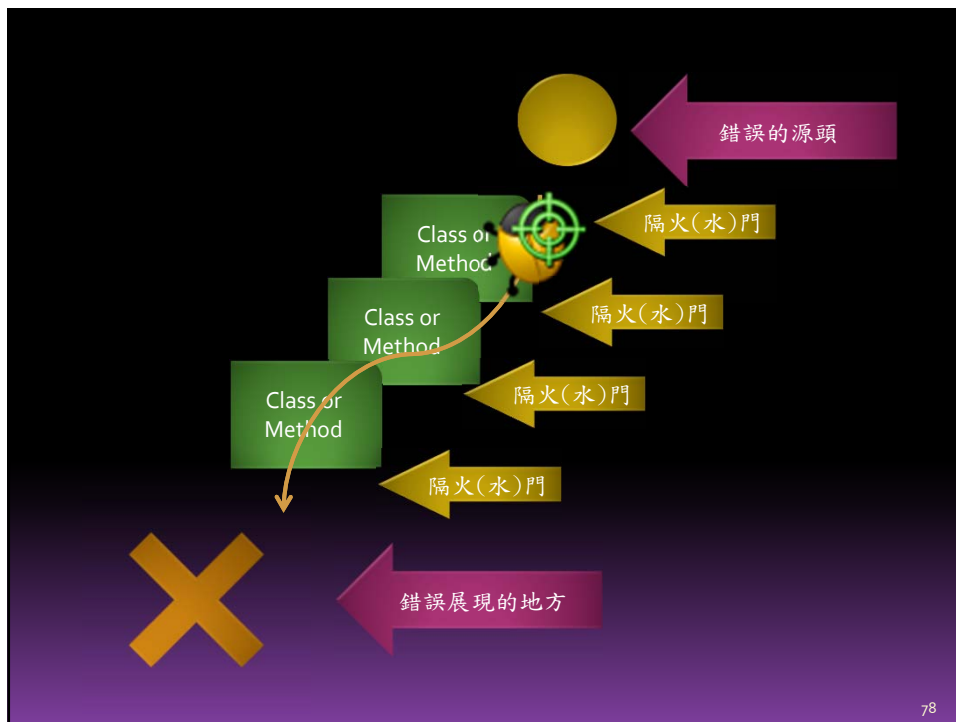 錯誤的源頭
隔火(水)門
Class or
Method
隔火(水)門
Class or
Method
隔火(水)門
Class or
Method
隔火(水)門
錯誤展現的地方
78